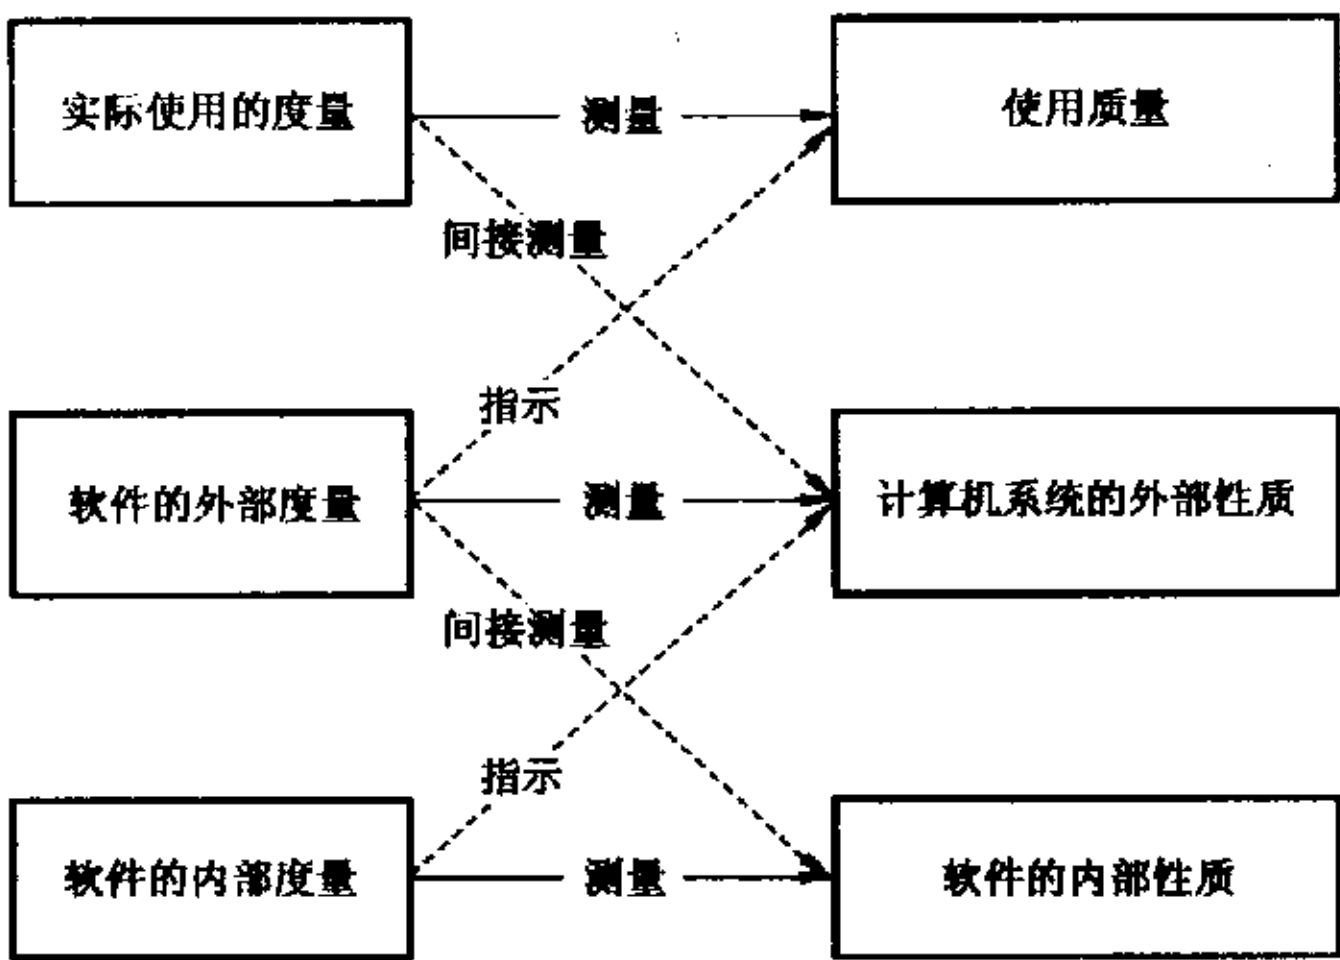 实际使用的度量
测量
使用质量
间接测量
指示
软件的外部度量
测量
计算机系统的外部性质
间接测量
指示
软件的内部度量
测量
软件的内部性质